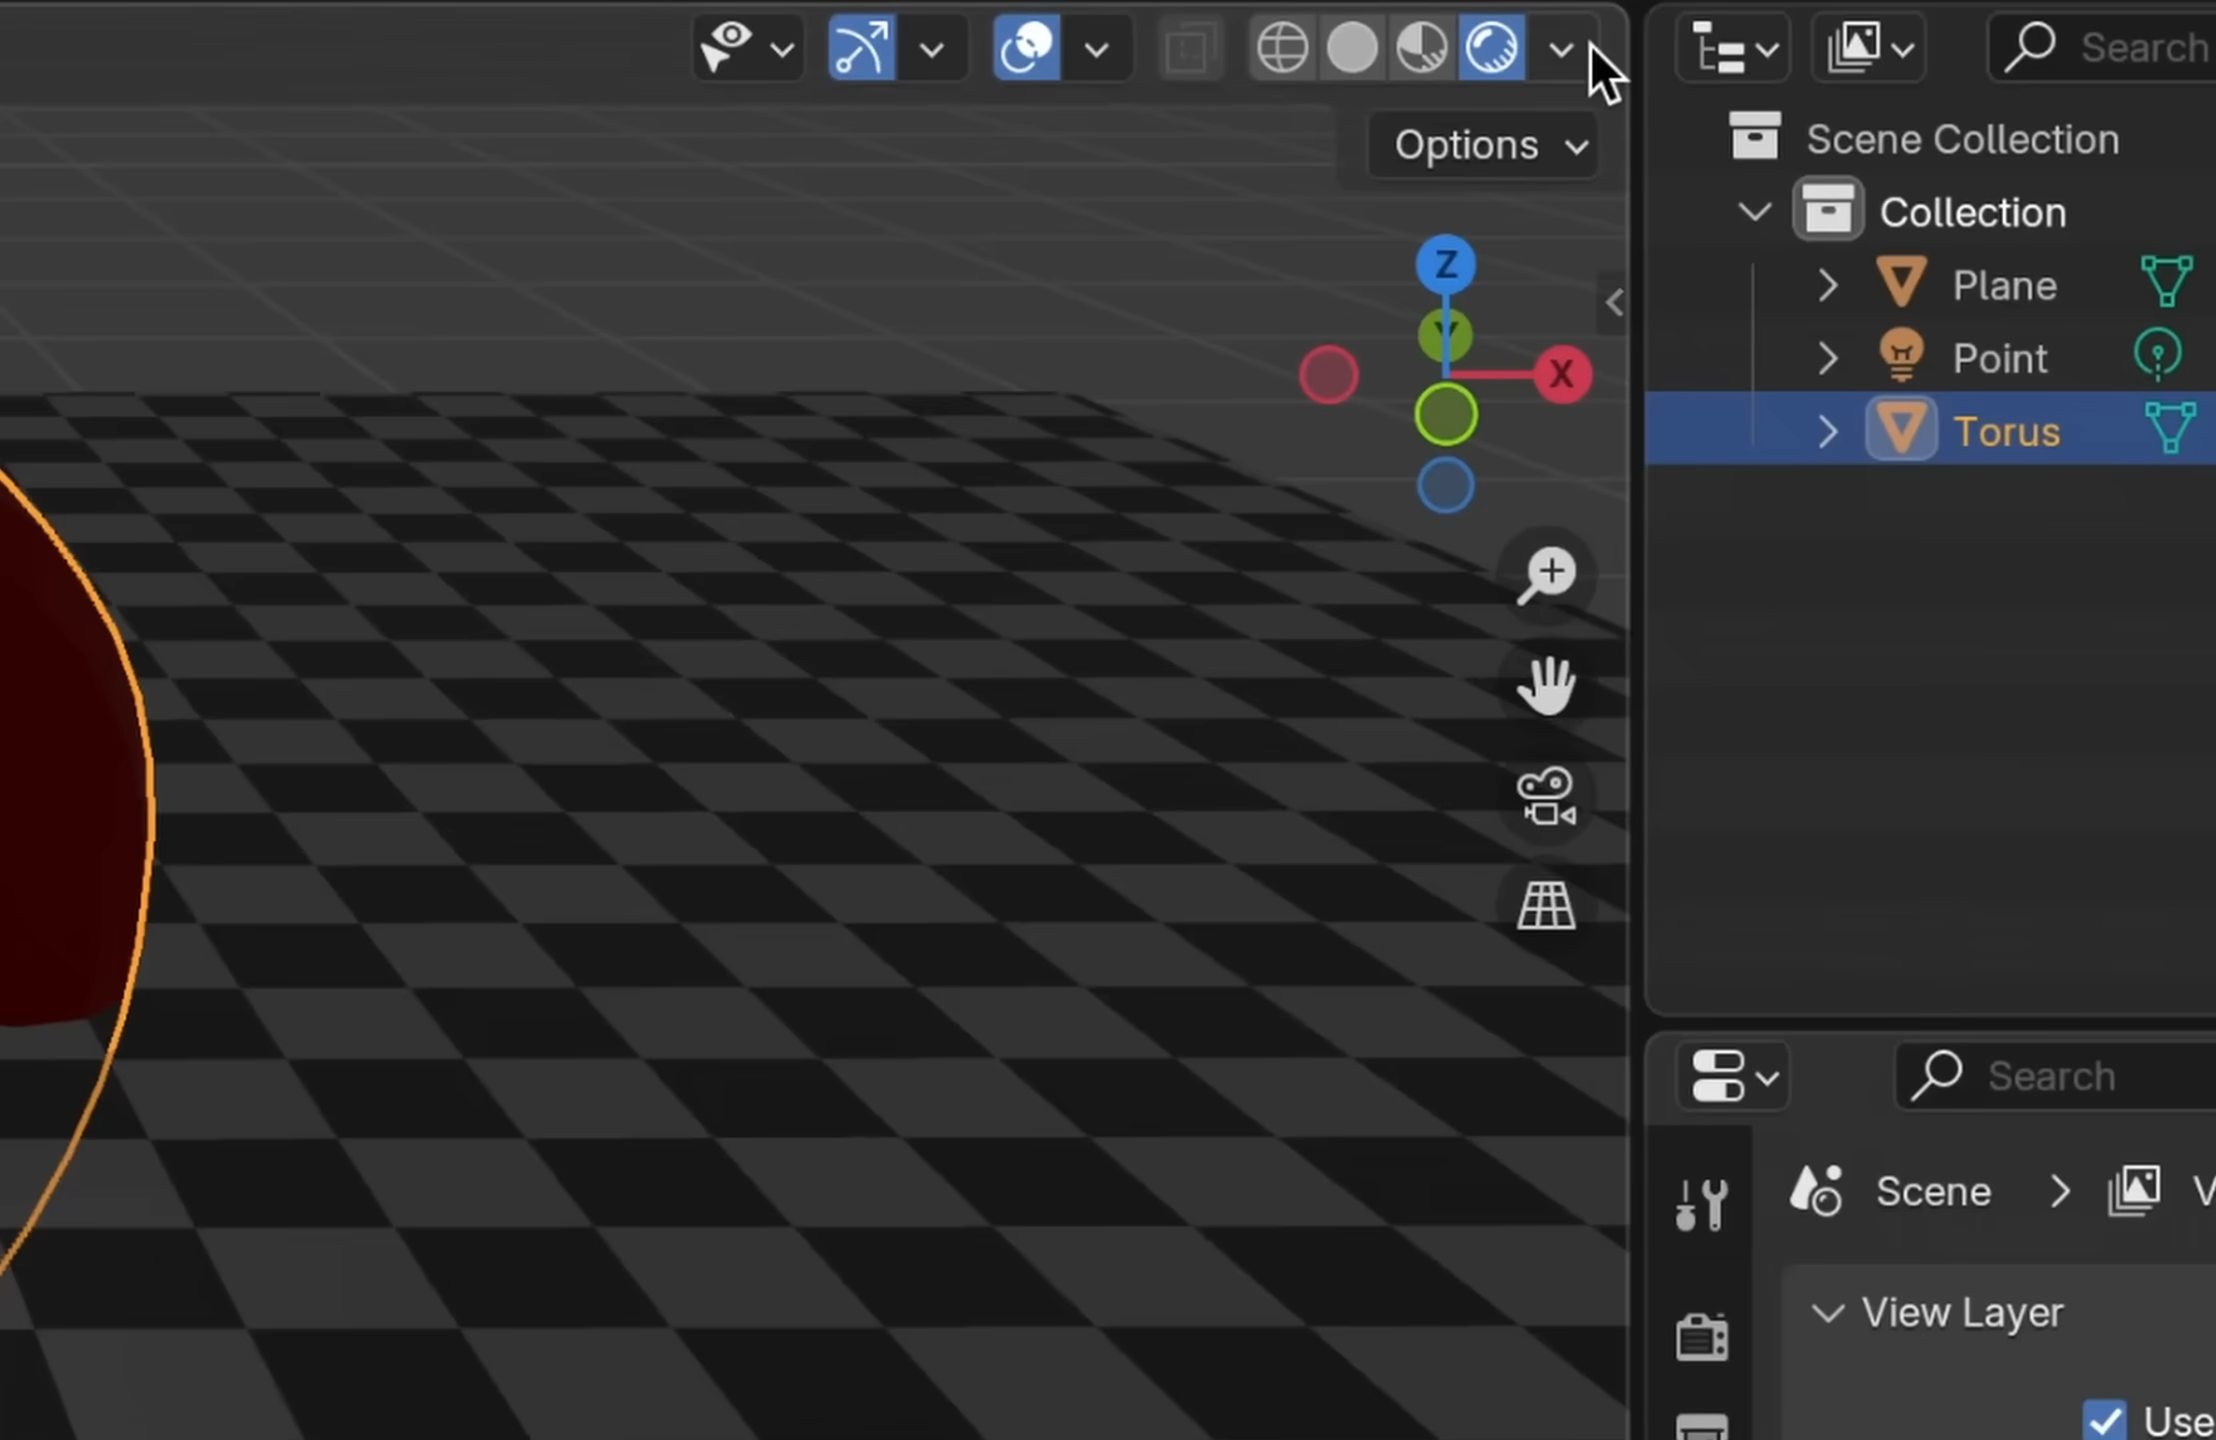 Search
Options
Scene Collection
Collection
Z
Y
X
Plane
Point
Torus
Search
Scene
V
View Layer
Use